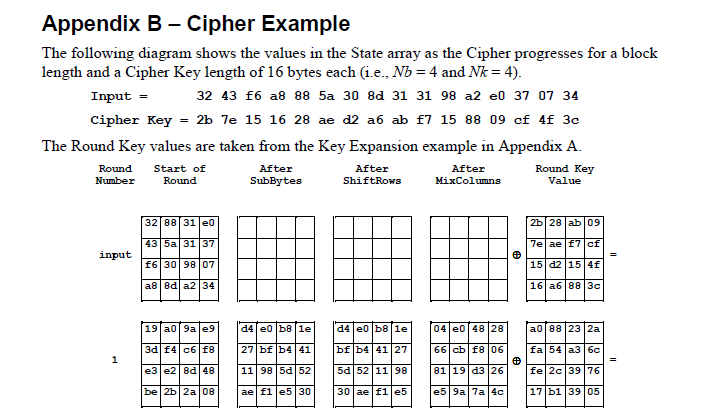 Appendix B – Cipher Example
The following diagram shows the values in the State array as the Cipher progresses for a block
length and a Cipher Key length of 16 bytes each (i.e., Nb = 4 and Nk = 4).
Input = 32 43 f6 a8 88 5a 30 8d 31 31 98 a2 e0 37 07 34
Cipher Key = 2b 7e 15 16 28 ae d2 a6 ab f7 15 88 09 cf 4f 3c
The Round Key values are taken from the Key Expansion example in Appendix A.
Round Start of After After After Round Key
Number Round SubBytes ShiftRows MixColumns Value
32 88 31 e0 2b 28 ab 09
43 5a 31 37 7e ae f7 cf
input ⊕ =
f6 30 98 07 15 d2 15 4f
a8 8d a2 34 16 a6 88 3c
19 a0 9a e9 d4 e0 b8 1e d4 e0 b8 1e 04 e0 48 28 a0 88 23 2a
3d f4 c6 f8 27 bf b4 41 bf b4 41 27 66 cb f8 06 fa 54 a3 6c
1 ⊕ =
e3 e2 8d 48 11 98 5d 52 5d 52 11 98 81 19 d3 26 fe 2c 39 76
be 2b 2a 08 ae f1 e5 30 30 ae f1 e5 e5 9a 7a 4c 17 b1 39 05